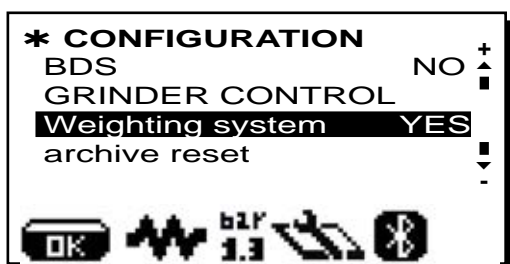 * CONFIGURATION
BDS NO
GRINDER CONTROL
Weighting system YES
archive reset
+
-
OK
bar
1.3